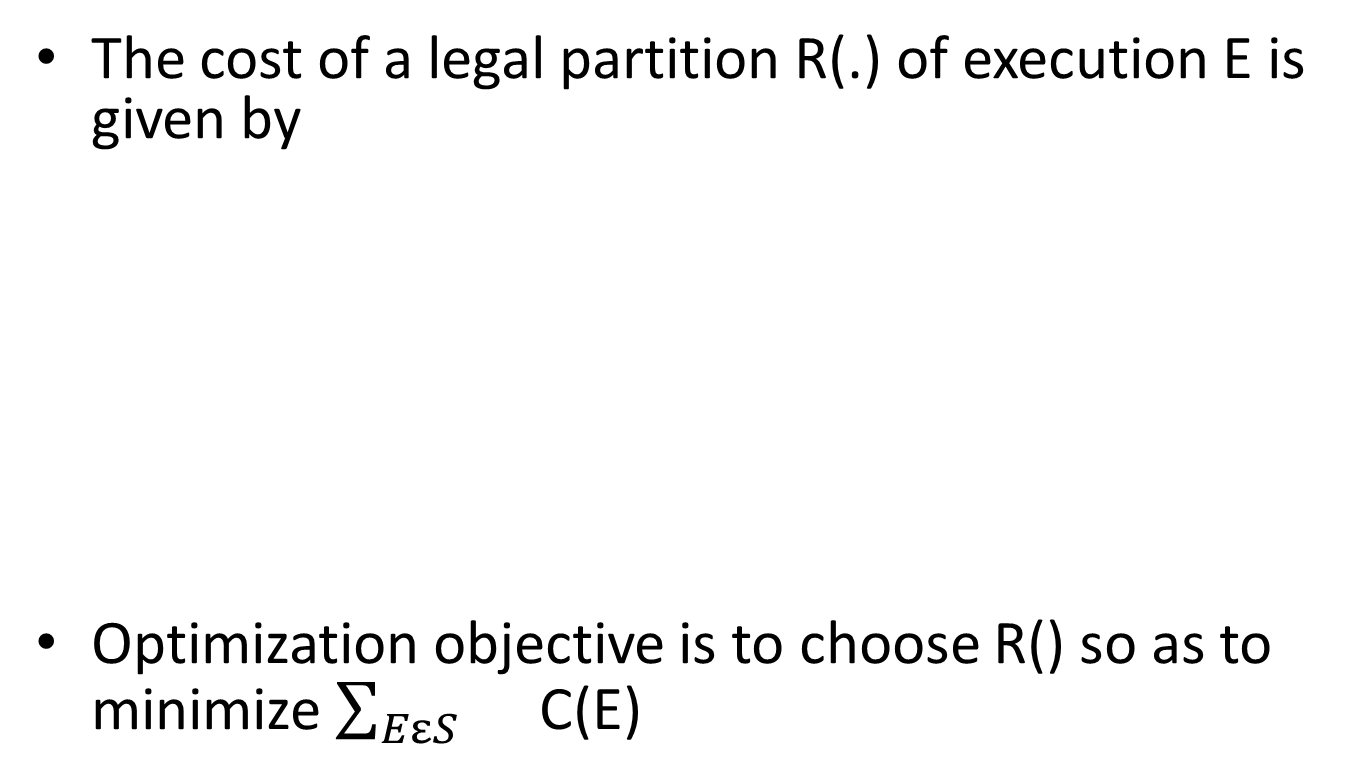 • The cost of a legal partition R(.) of execution E is
given by
• Optimization objective is to choose R() so as to
minimize ∑EεS C(E)